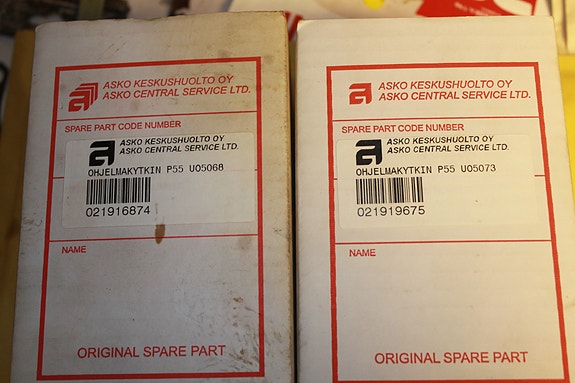 ASKO KESKUSHUOLTO OY
ASKO CENTRAL SERVICE LTD.
SPARE PART CODE NUMBER
ASKO KESKUSHUOLTO OY
ASKO CENTRAL SERVICE LTD.
OHJELMAKYTKIN P55 UO5068
021916874
NAME
ORIGINAL SPARE PART
ASKO KESKUSHUOLTO OY
ASKO CENTRAL SERVICE LTD.
SPARE PART CODE NUMBER
ASKO KESKUSHUOLTO OY
ASKO CENTRAL SERVICE LTD.
OHJELMAKYTKIN P55 UO5073
021919675
NAME
ORIGINAL SPARE PART